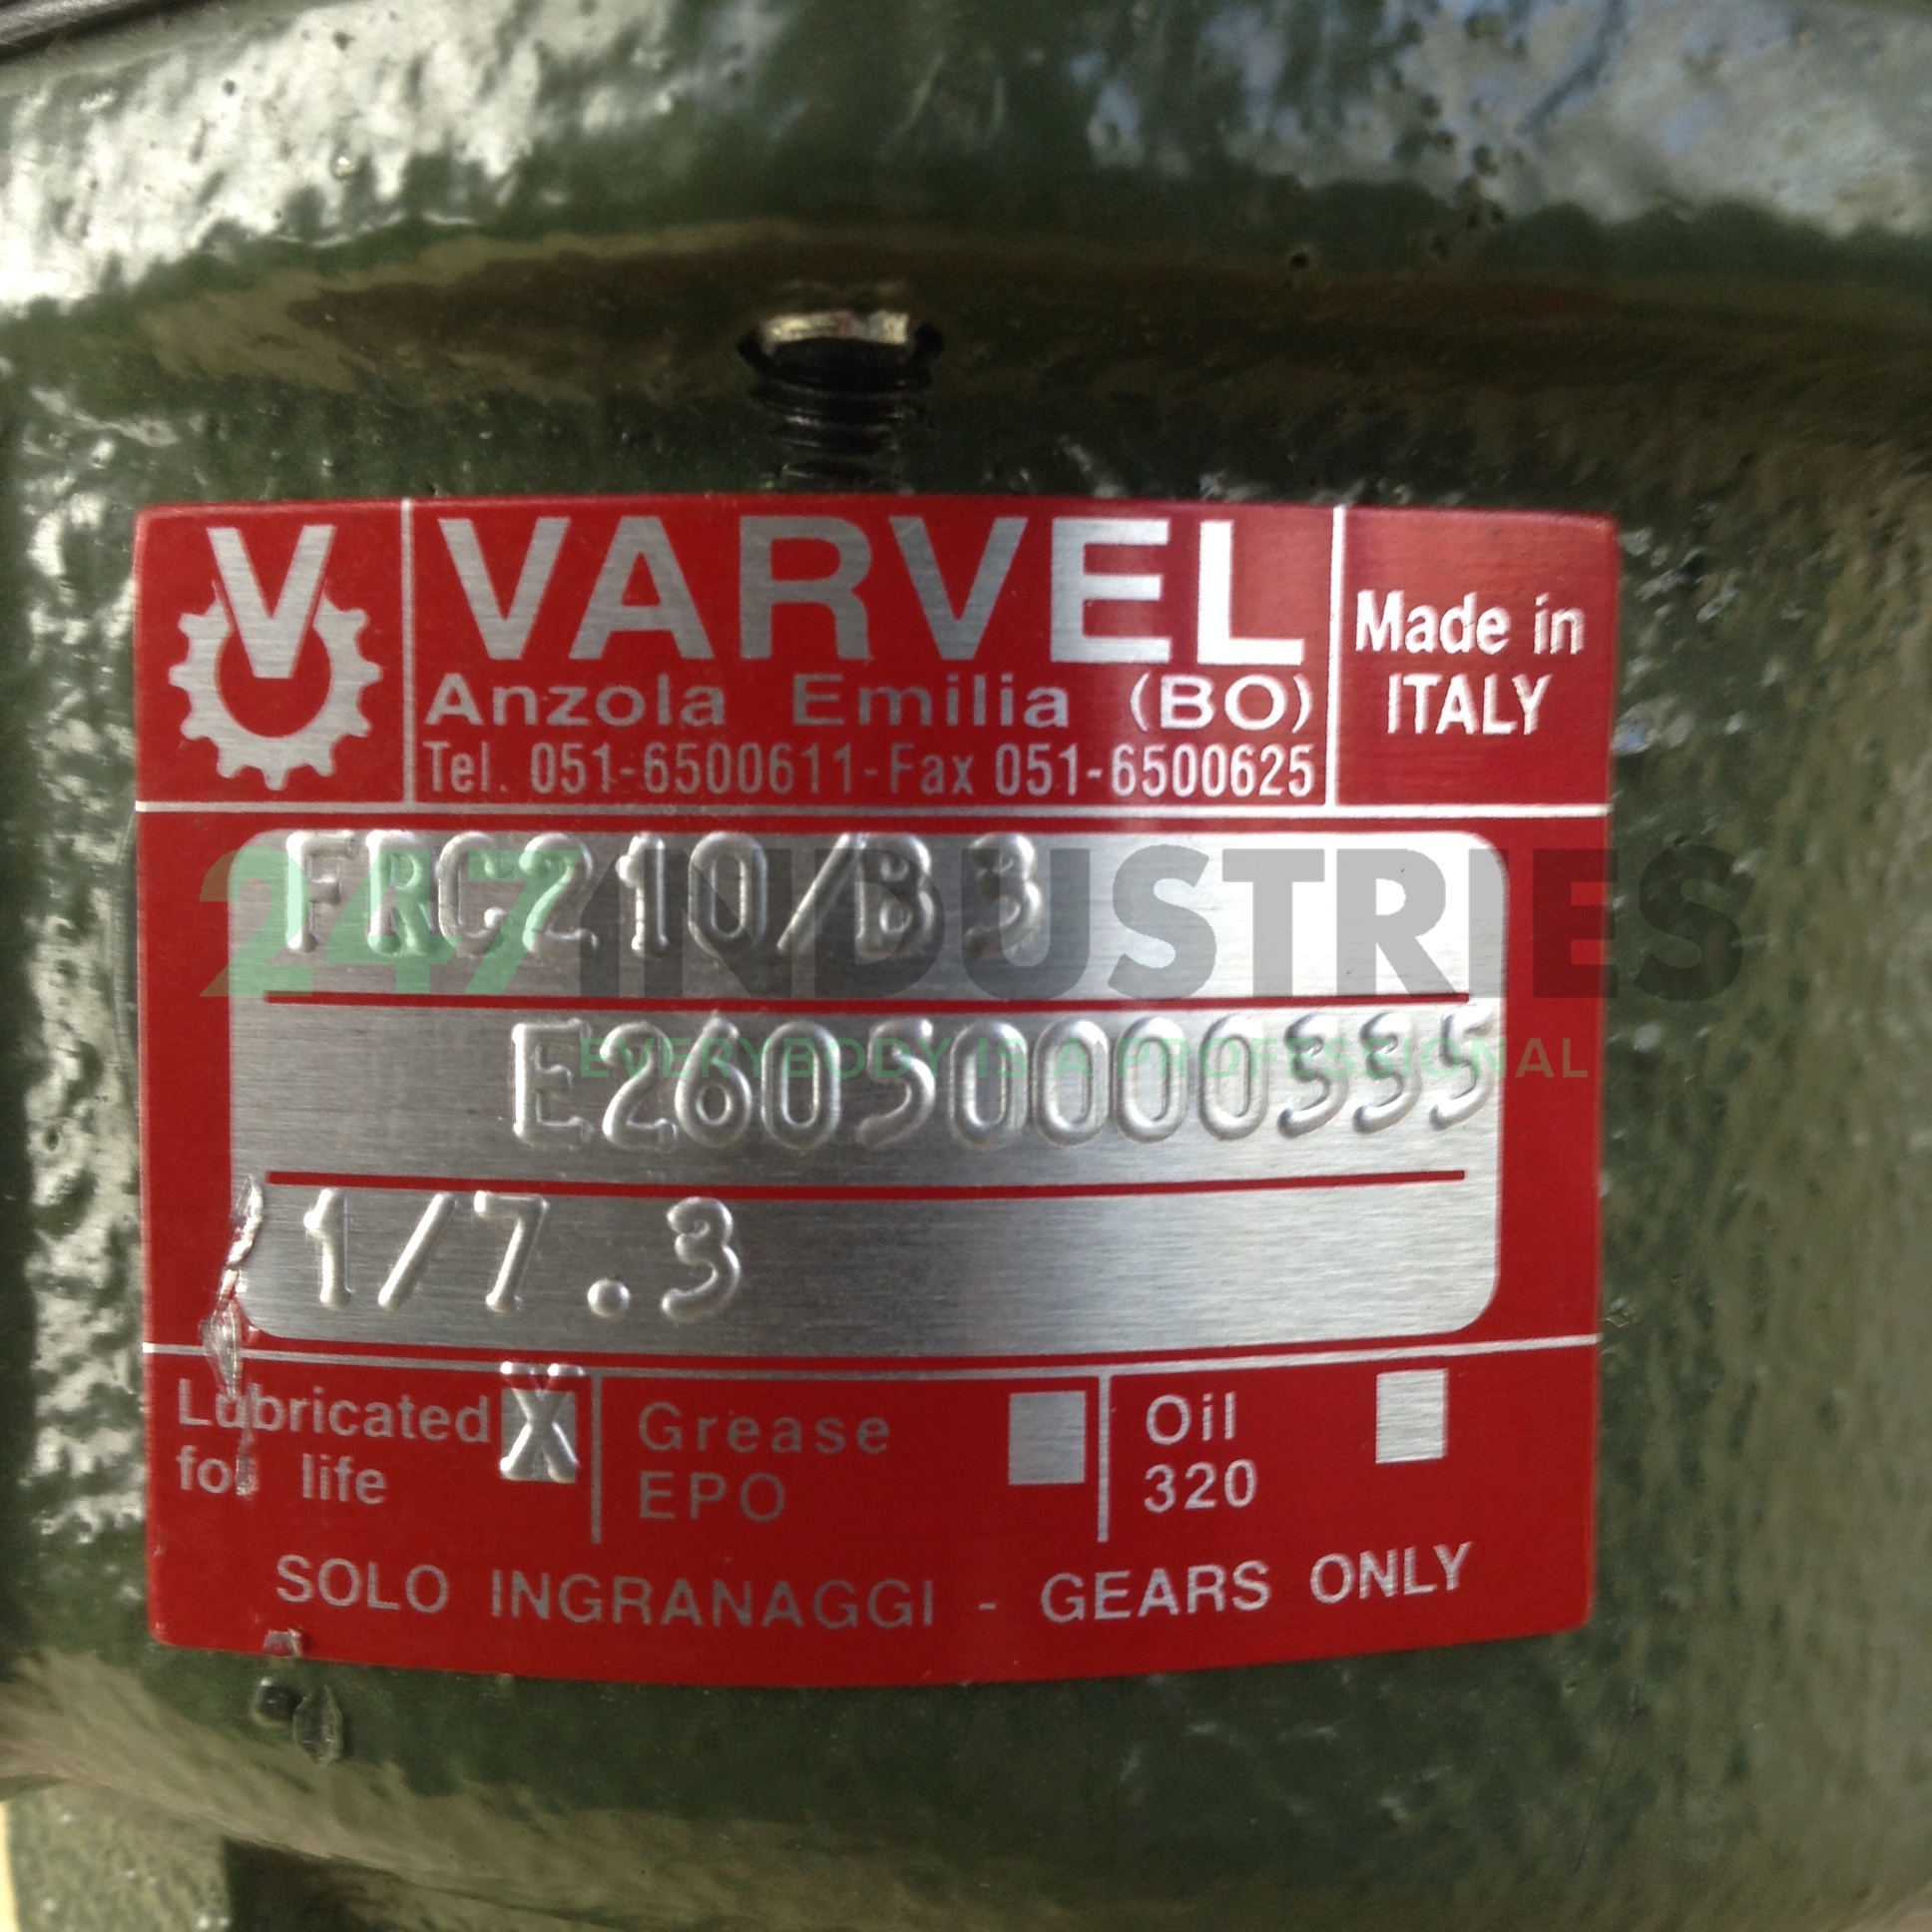 V
VARVEL
Anzola Emilia (BO)
Tel. 051-6500611-Fax 051-6500625
Made in
ITALY
FRC210/B3
247INDUSTRIES
EVERYBODY IS A PROFESSIONAL
E26050000335
1/7.3
Lubricated X
for life
Grease
EPO
Oil
320
SOLO INGRANAGGI - GEARS ONLY